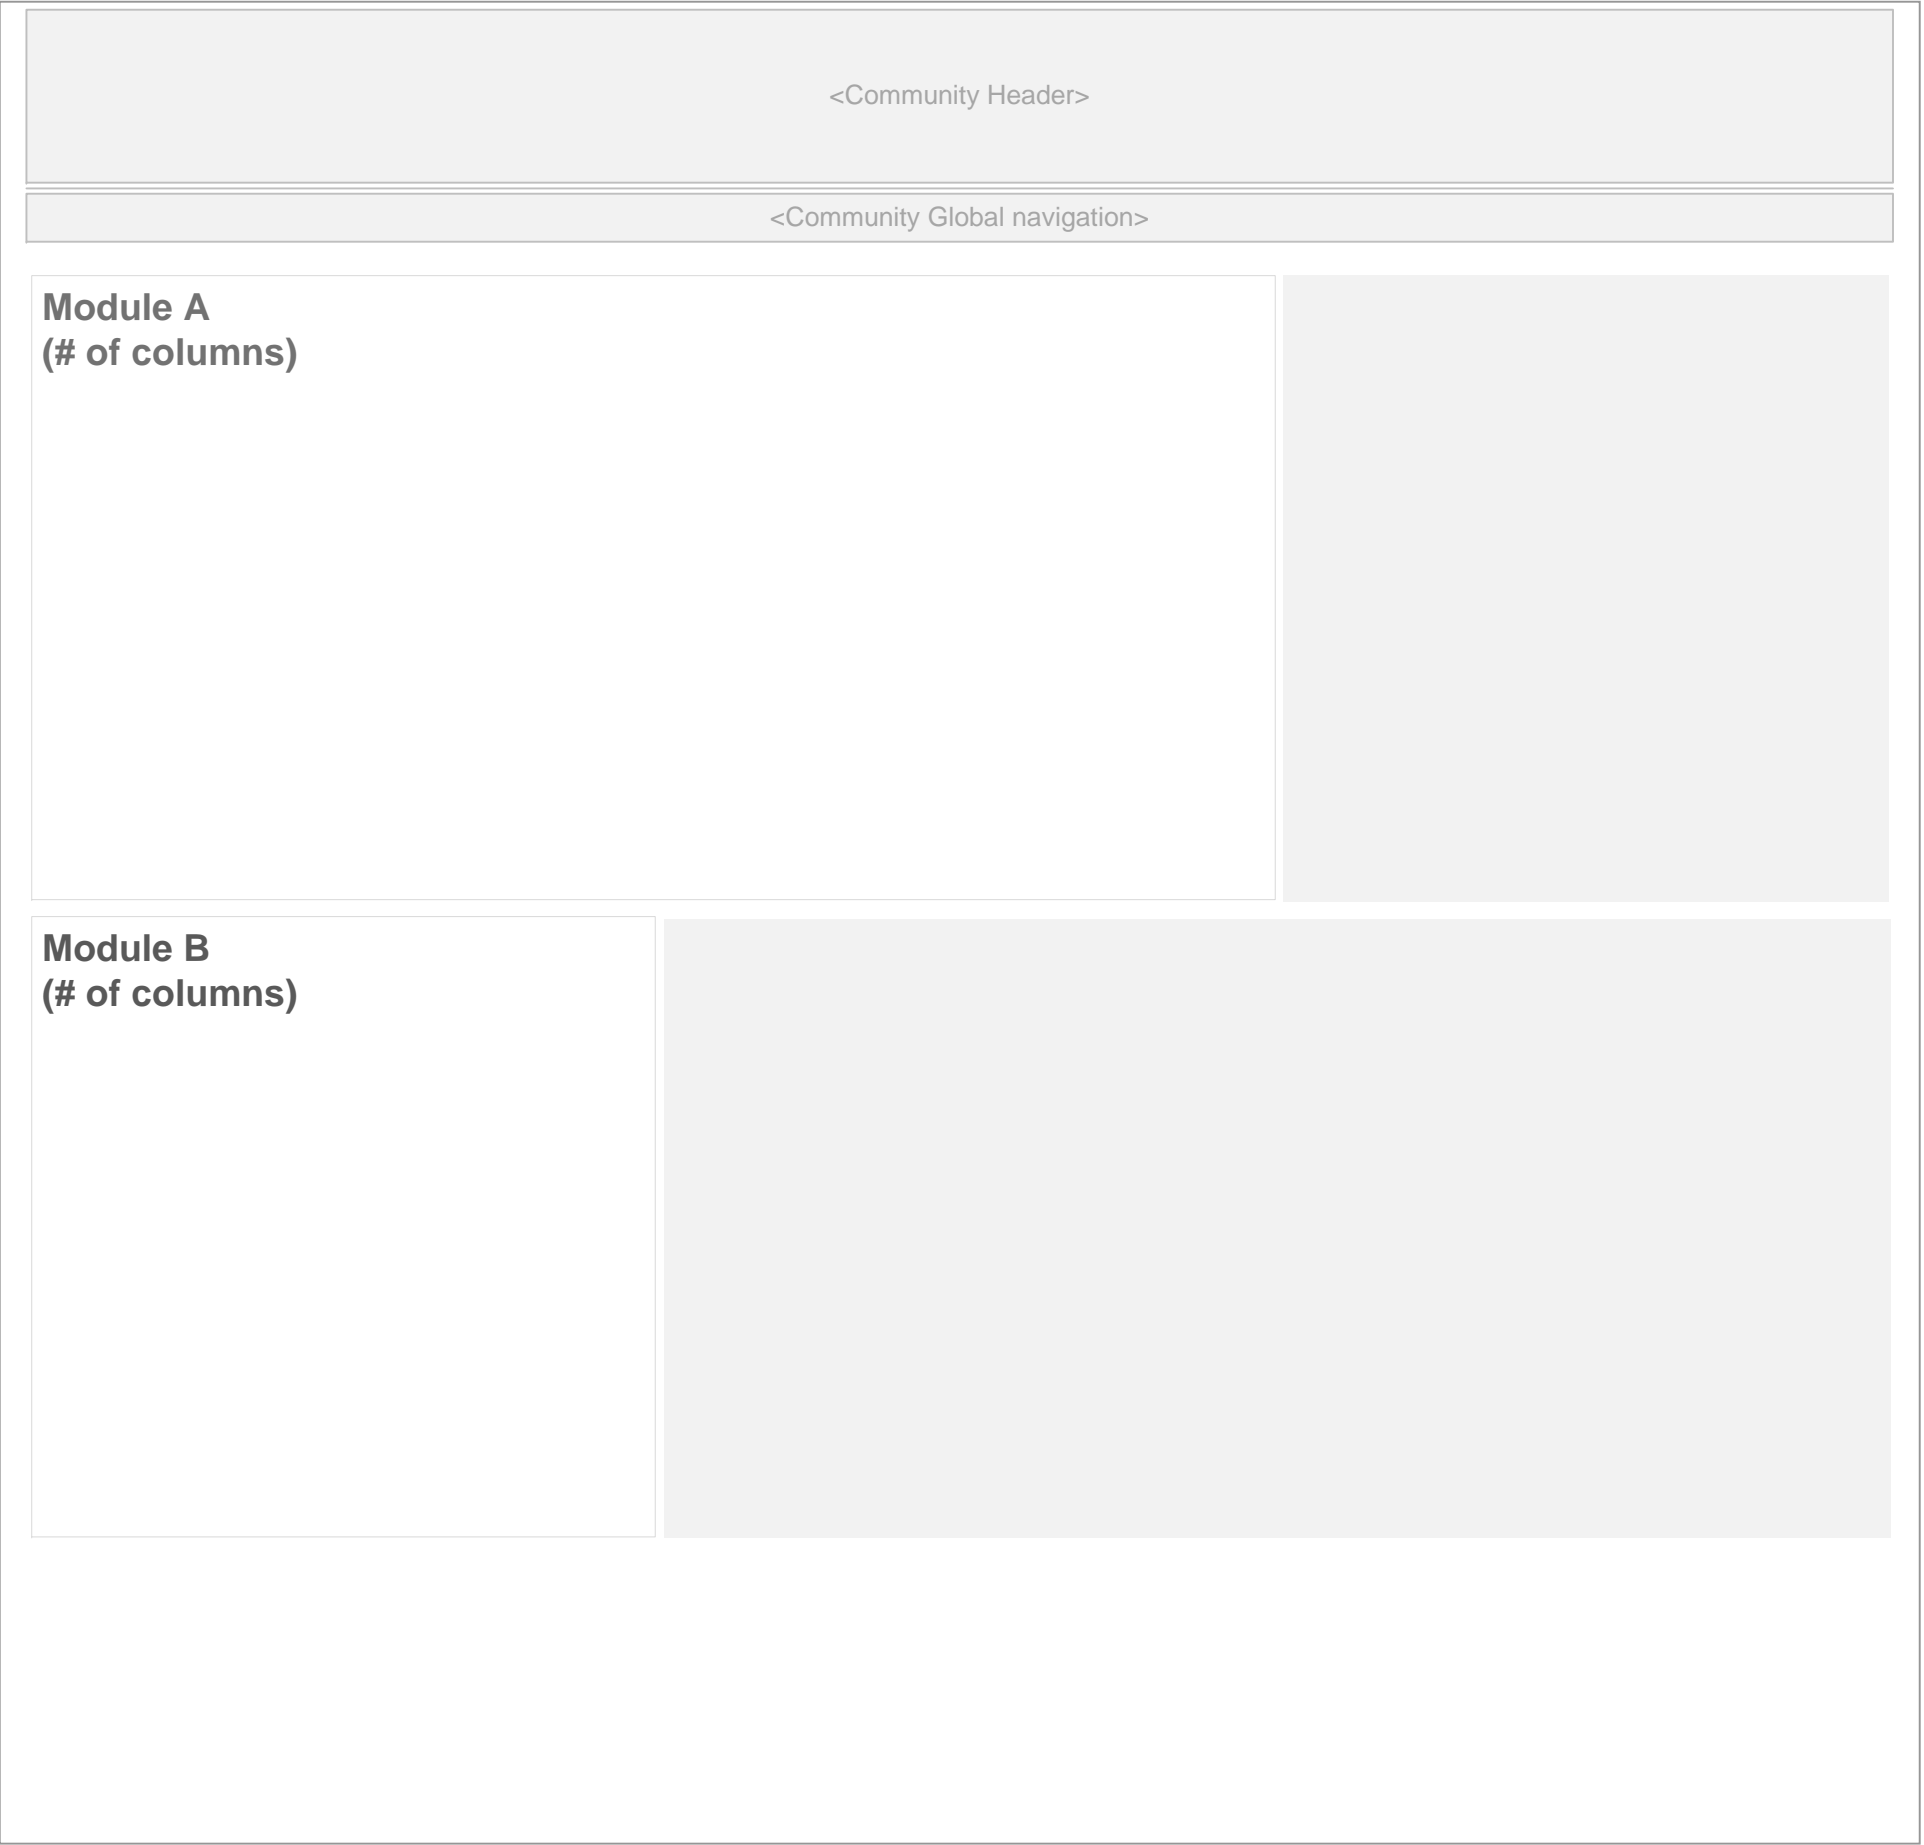 <Community Header>
<Community Global navigation>
Module A
(# of columns)
Module B
(# of columns)